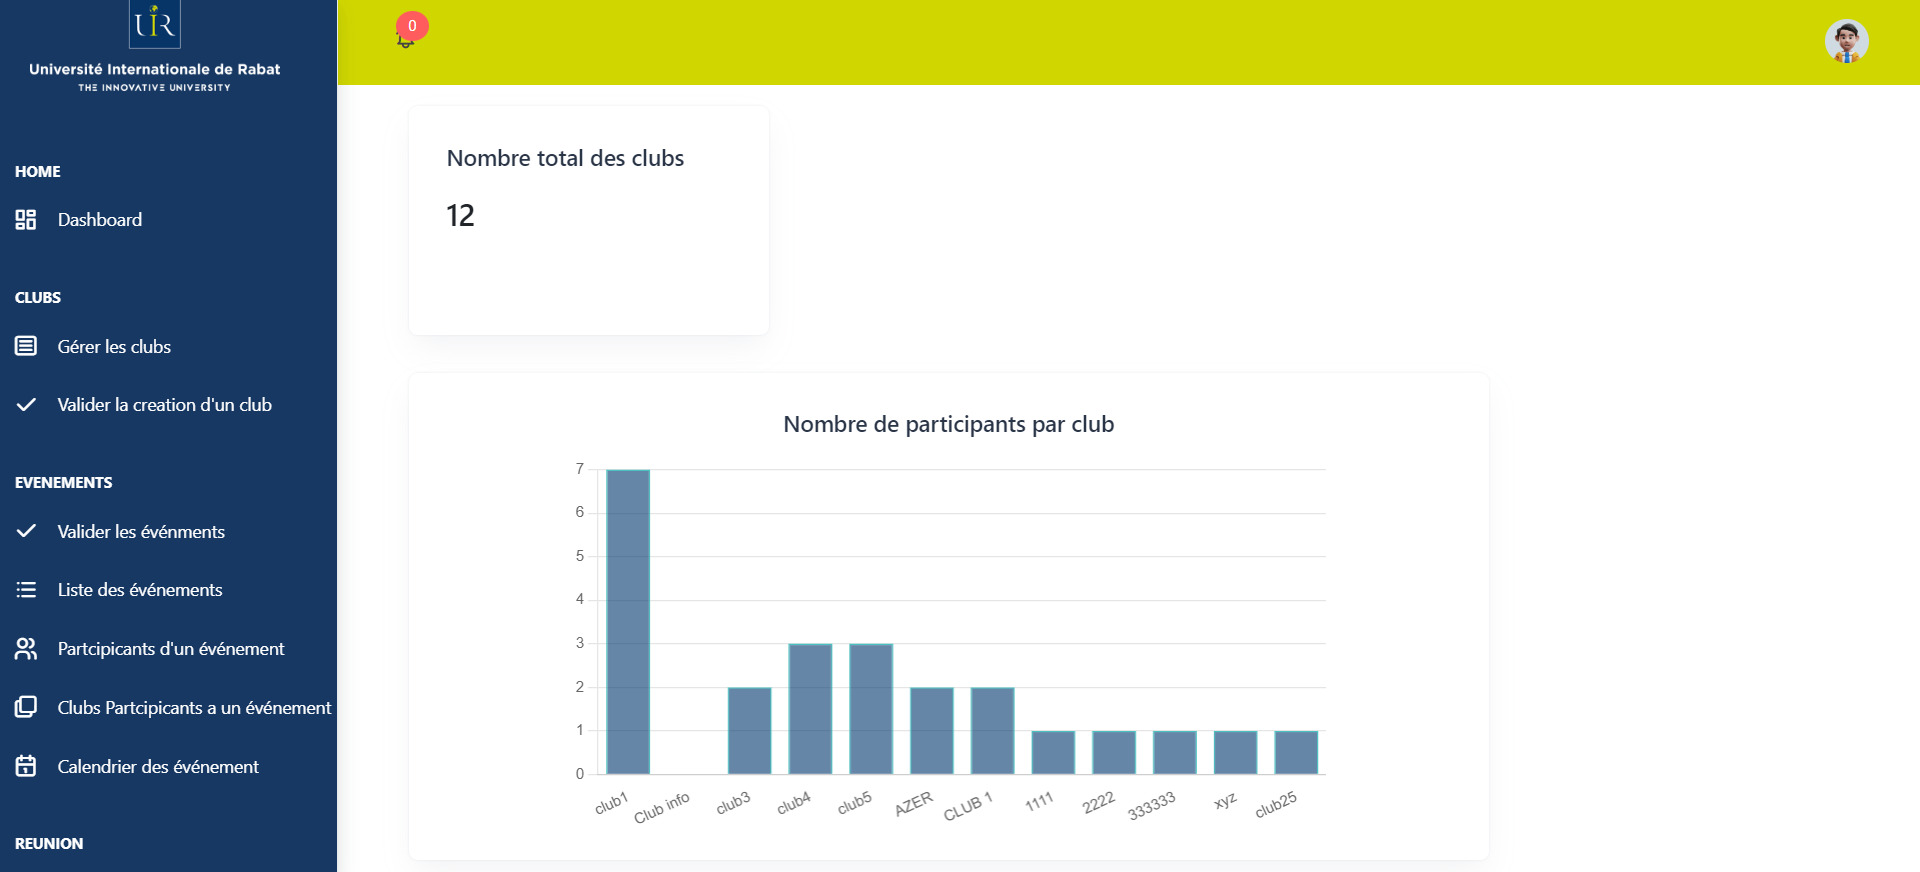 UIR
Université Internationale de Rabat
THE INNOVATIVE UNIVERSITY
HOME
Dashboard
CLUBS
Gérer les clubs
Valider la creation d'un club
EVENEMENTS
Valider les événments
Liste des événements
Partcipicants d'un événement
Clubs Partcipicants a un événement
Calendrier des événement
REUNION
0
Nombre total des clubs
12
Nombre de participants par club
7
6
5
4
3
2
1
0
club1
Club info
club3
club4
club5
AZER
CLUB 1
1111
2222
333333
xyz
club25